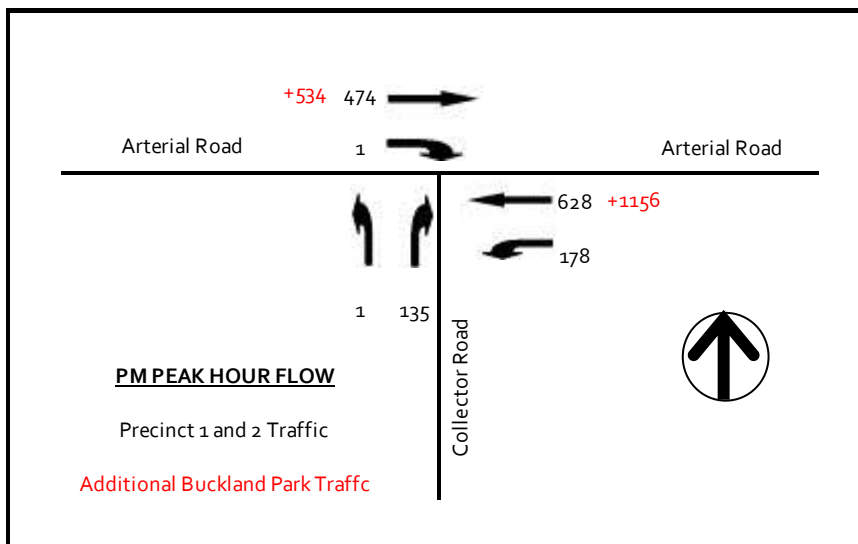 +534 474
Arterial Road 1 Arterial Road
628 +1156
178
1 135
Collector Road
PM PEAK HOUR FLOW
Precinct 1 and 2 Traffic
Additional Buckland Park Traffc